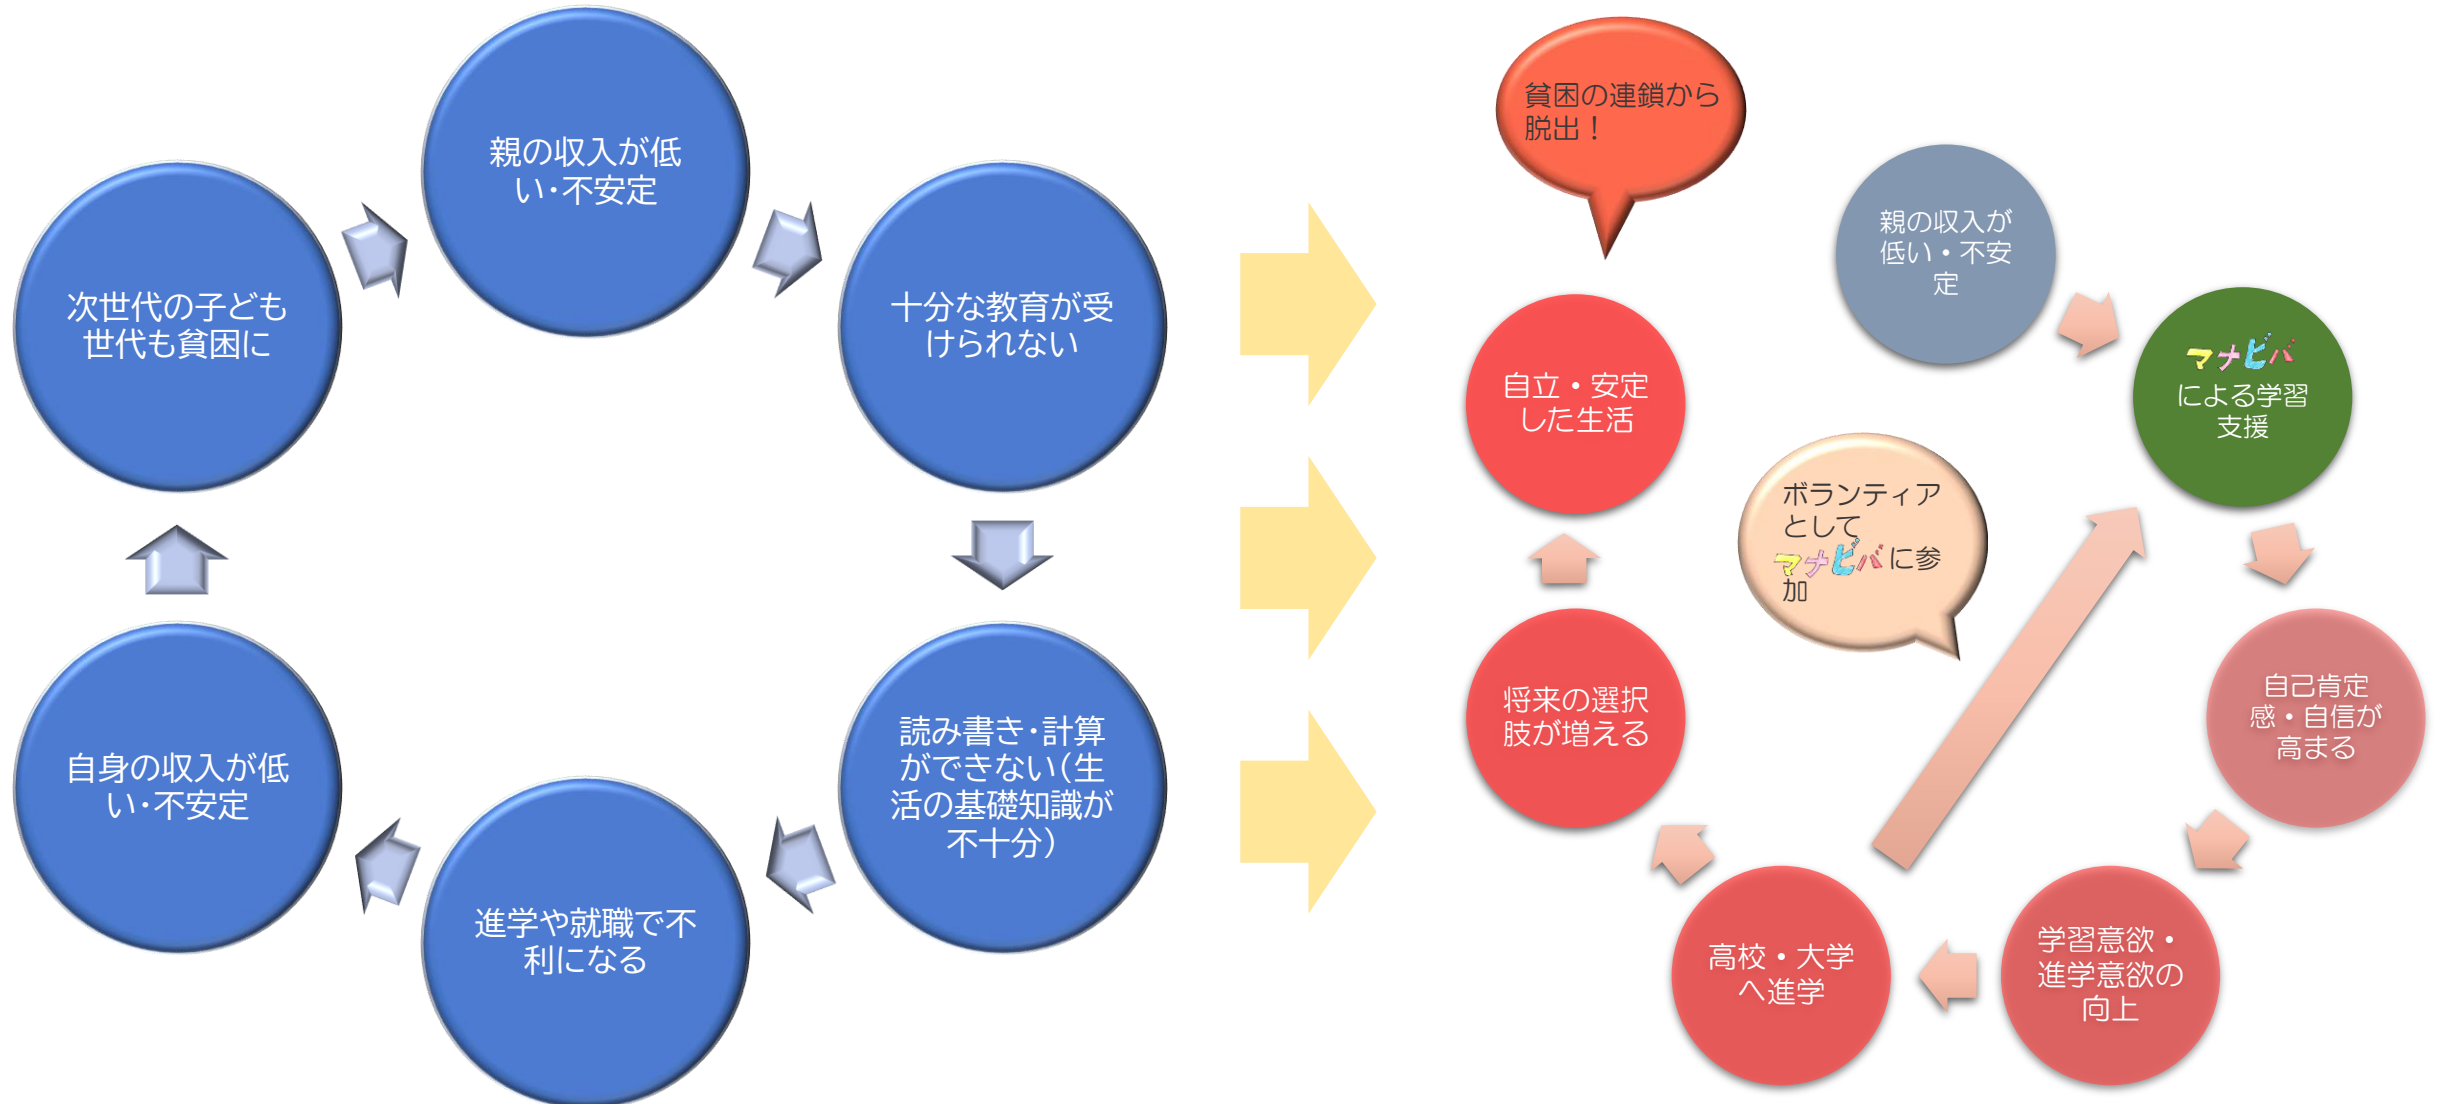 親の収入が低
い・不安定
十分な教育が受
けられない
読み書き・計算
ができない（生
活の基礎知識が
不十分）
進学や就職で不
利になる
自身の収入が低
い・不安定
次世代の子ども
世代も貧困に
親の収入が
低い・不安
定
マナビバ
による学習
支援
自己肯定
感・自信が
高まる
学習意欲・
進学意欲の
向上
高校・大学
へ進学
ボランティア
として
マナビバに参
加
将来の選択
肢が増える
自立・安定
した生活
貧困の連鎖から
脱出！